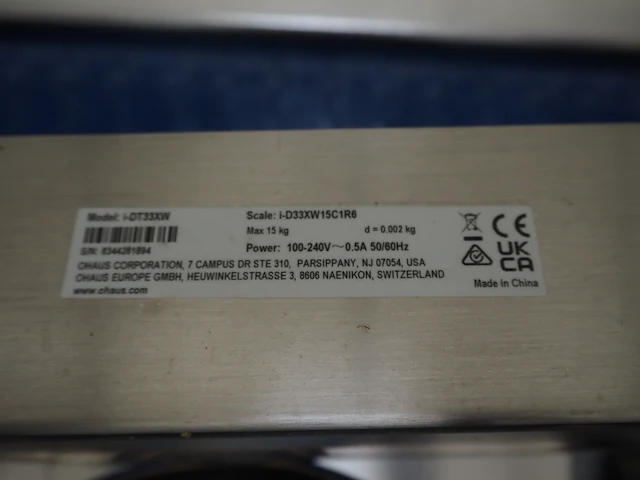 Model: i-DT33XW
Scale: i-D33XW15C1R6
Max 15 kg d = 0.002 kg
S/N: 8344281894
Power: 100-240V～0.5A 50/60Hz
OHAUS CORPORATION, 7 CAMPUS DR STE 310, PARSIPPANY, NJ 07054, USA
OHAUS EUROPE GMBH, HEUWINKELSTRASSE 3, 8606 NAENIKON, SWITZERLAND
www.ohaus.com
CE
UK
CA
Made in China